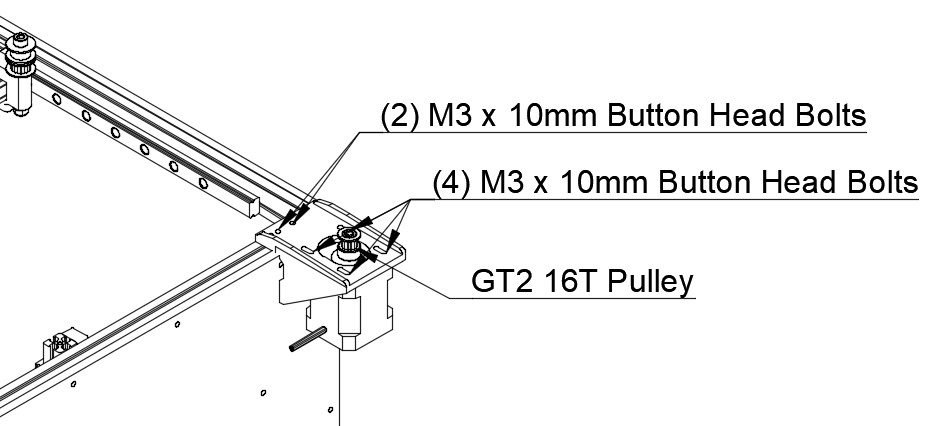 (2) M3 x 10mm Button Head Bolts
(4) M3 x 10mm Button Head Bolts
GT2 16T Pulley